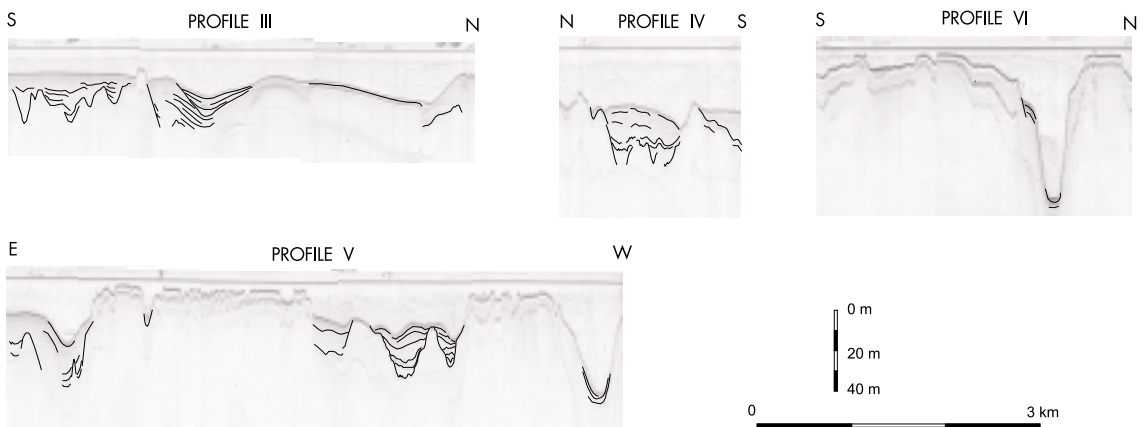 S PROFILE III N
N PROFILE IV S
S PROFILE VI N
E PROFILE V W
0 m
20 m
40 m
0 3 km